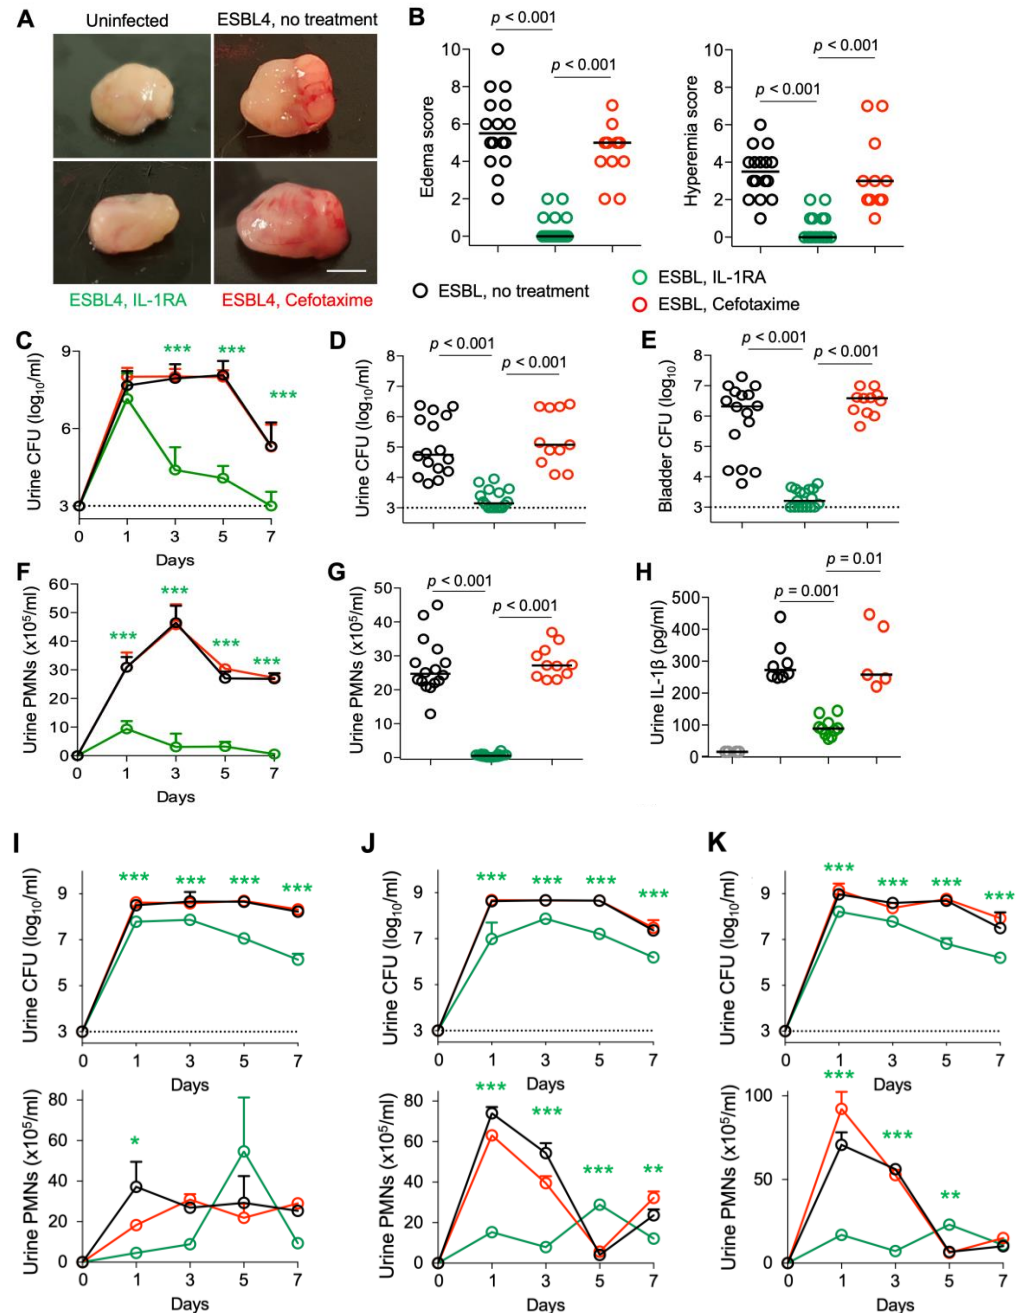 A
Uninfected
ESBL4, no treatment
ESBL4, IL-1RA
ESBL4, Cefotaxime
B
p < 0.001
p < 0.001
Edema score
10
8
6
4
2
0
p < 0.001
p < 0.001
Hyperemia score
10
8
6
4
2
0
ESBL, no treatment
ESBL, IL-1RA
ESBL, Cefotaxime
C
*** *** ***
Urine CFU (log10/ml)
9
6
3
0 1 3 5 7
Days
D
p < 0.001
p < 0.001
Urine CFU (log10/ml)
8
7
6
5
4
3
E
p < 0.001
p < 0.001
Bladder CFU (log10)
8
7
6
5
4
3
F
*** *** *** ***
Urine PMNs (x10⁵/ml)
60
50
40
30
20
10
0
0 1 3 5 7
Days
G
p < 0.001
p < 0.001
Urine PMNs (x10⁵/ml)
50
40
30
20
10
0
H
p = 0.01
p = 0.001
Urine IL-1β (pg/ml)
500
400
300
200
100
0
I
*** *** *** ***
Urine CFU (log10/ml)
9
7
5
3
0 1 3 5 7
Days
*
Urine PMNs (x10⁵/ml)
80
60
40
20
0
0 1 3 5 7
Days
J
*** *** *** ***
Urine CFU (log10/ml)
9
7
5
3
0 1 3 5 7
Days
*** *** *** **
Urine PMNs (x10⁵/ml)
80
60
40
20
0
0 1 3 5 7
Days
K
*** *** *** ***
Urine CFU (log10/ml)
9
7
5
3
0 1 3 5 7
Days
*** *** **
Urine PMNs (x10⁵/ml)
100
50
0
0 1 3 5 7
Days